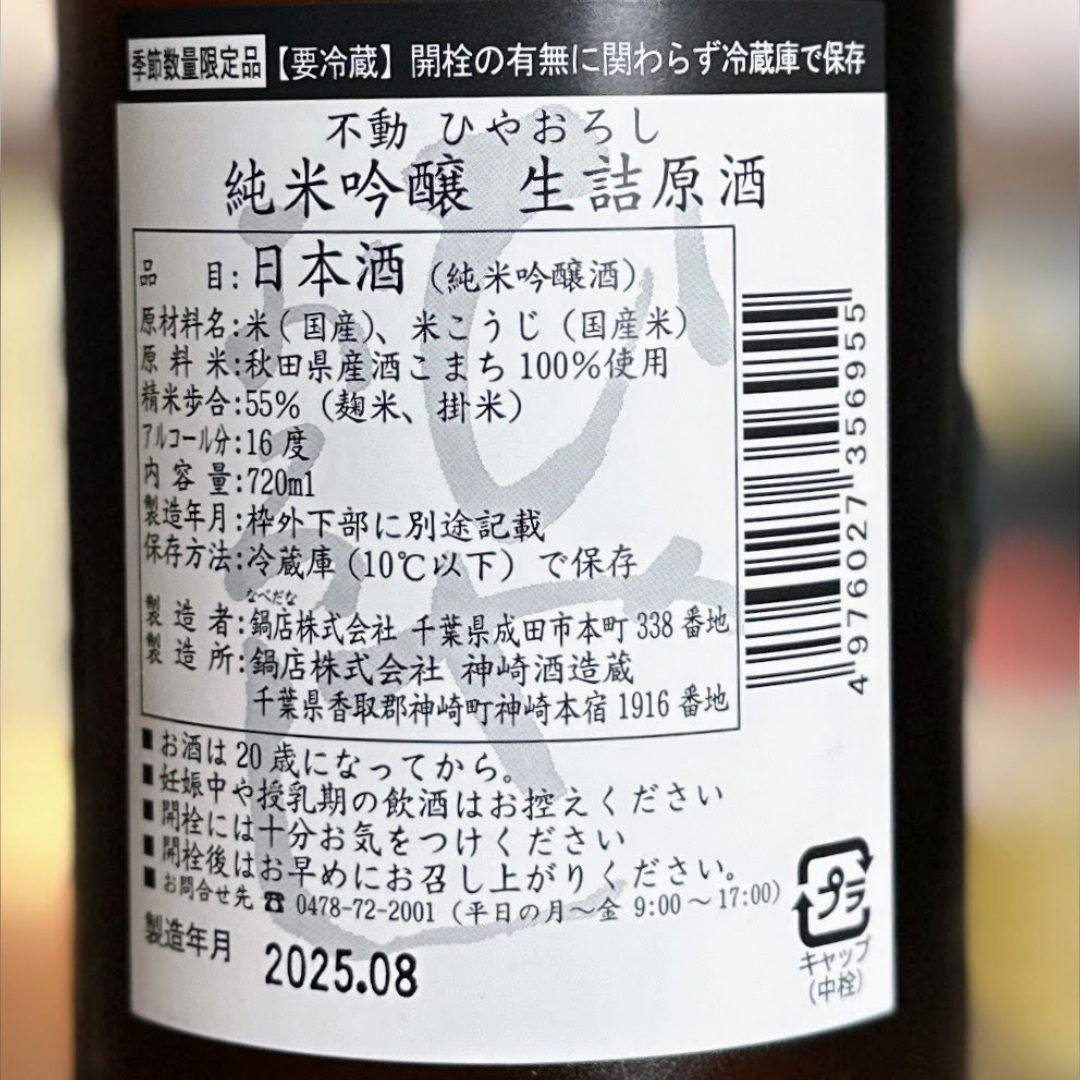 季節数量限定品【要冷蔵】開栓の有無に関わらず冷蔵庫で保存
不動 ひやおろし
純米吟醸 生詰原酒
品 目:日本酒（純米吟醸酒）
原材料名:米（国産）、米こうじ（国産米）
原料米:秋田県産酒こまち100%使用
精米歩合:55%（麹米、掛米）
アルコール分:16度
内容量:720ml
製造年月:枠外下部に別途記載
保存方法:冷蔵庫（10℃以下）で保存
なべだな
製造者:鍋店株式会社 千葉県成田市本町338番地
製造所:鍋店株式会社 神崎酒造蔵
千葉県香取郡神崎町神崎本宿1916番地
■お酒は20歳になってから。
■妊娠中や授乳期の飲酒はお控えください
■開栓には十分お気をつけください
■開栓後はお早めにお召し上がりください。
■お問合せ先 ☎ 0478-72-2001（平日の月～金 9:00～17:00）
製造年月 2025.08
4976027356955
プラ
キャップ
（中栓）